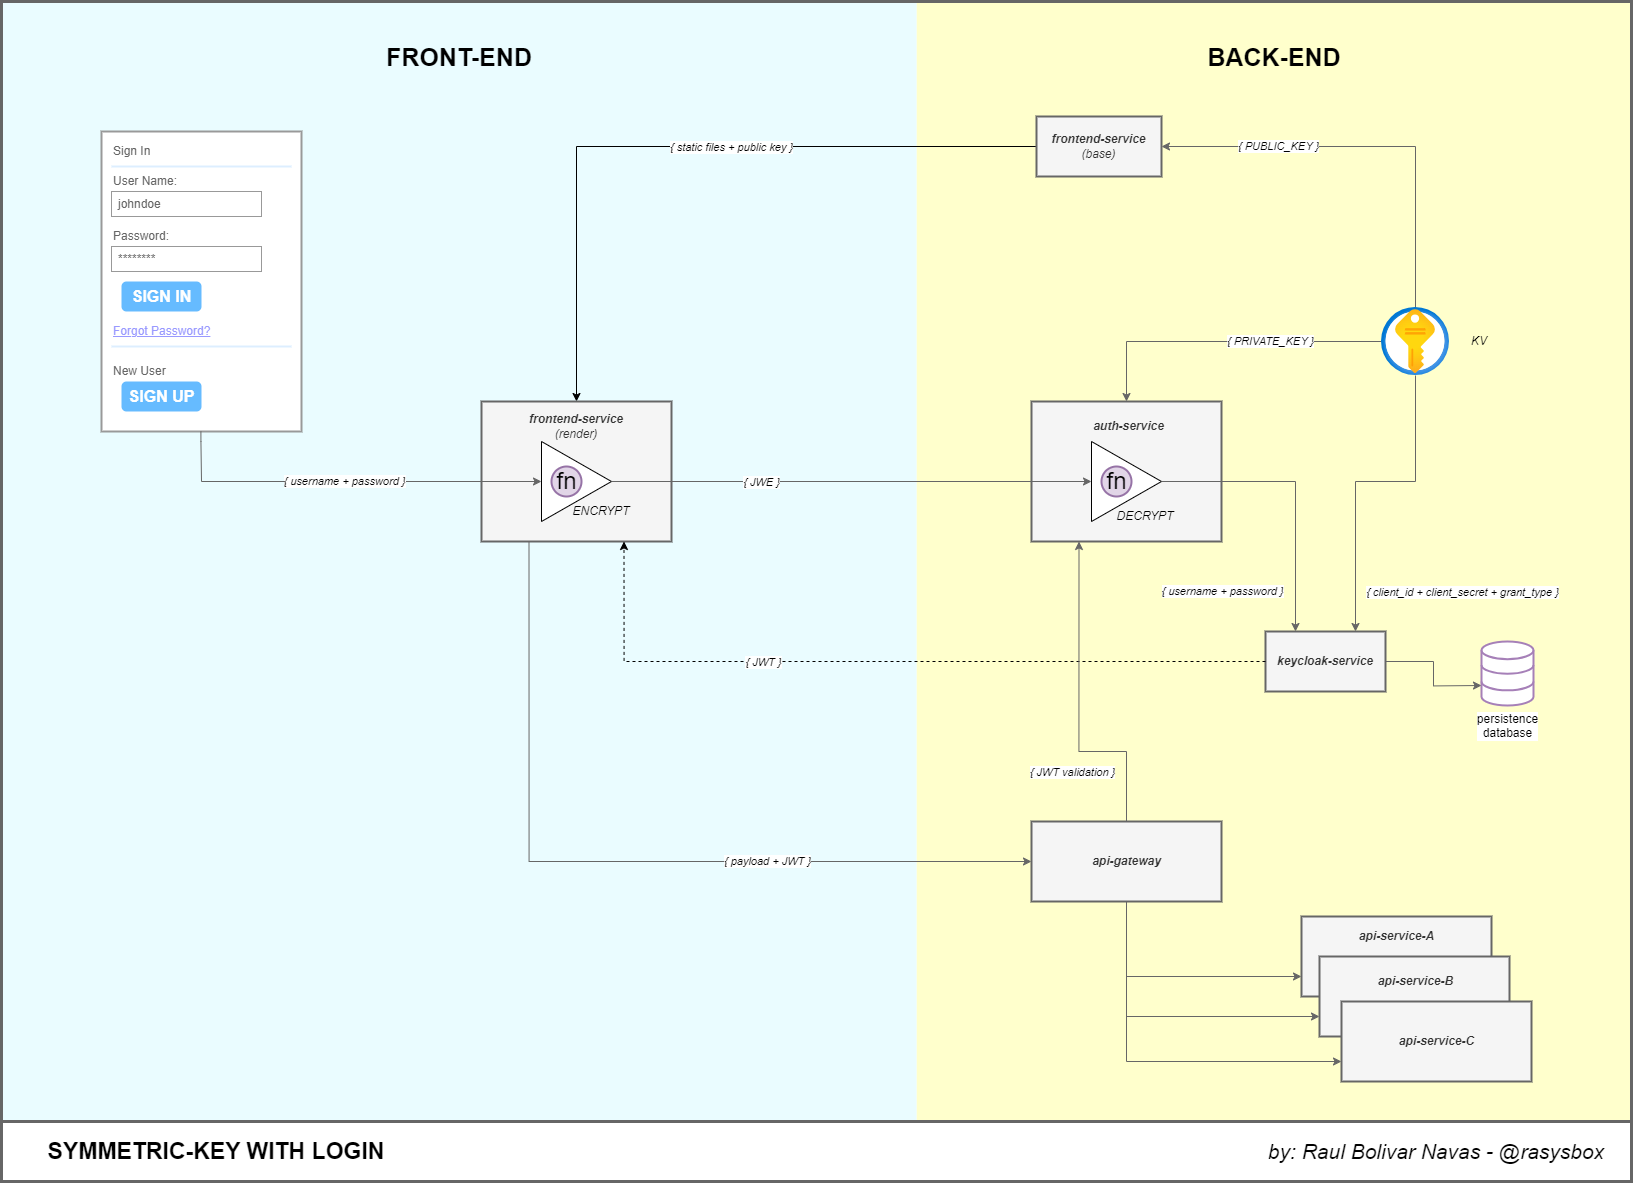 FRONT-END
BACK-END
Sign In
User Name:
johndoe
Password:
********
SIGN IN
Forgot Password?
New User
SIGN UP
{ static files + public key }
frontend-service
(base)
{ PUBLIC_KEY }
{ PRIVATE_KEY }
KV
frontend-service
(render)
fn
ENCRYPT
{ username + password }
{ JWE }
auth-service
fn
DECRYPT
{ username + password }
{ client_id + client_secret + grant_type }
{ JWT }
keycloak-service
persistence
database
{ JWT validation }
{ payload + JWT }
api-gateway
api-service-A
api-service-B
api-service-C
SYMMETRIC-KEY WITH LOGIN
by: Raul Bolivar Navas - @rasysbox